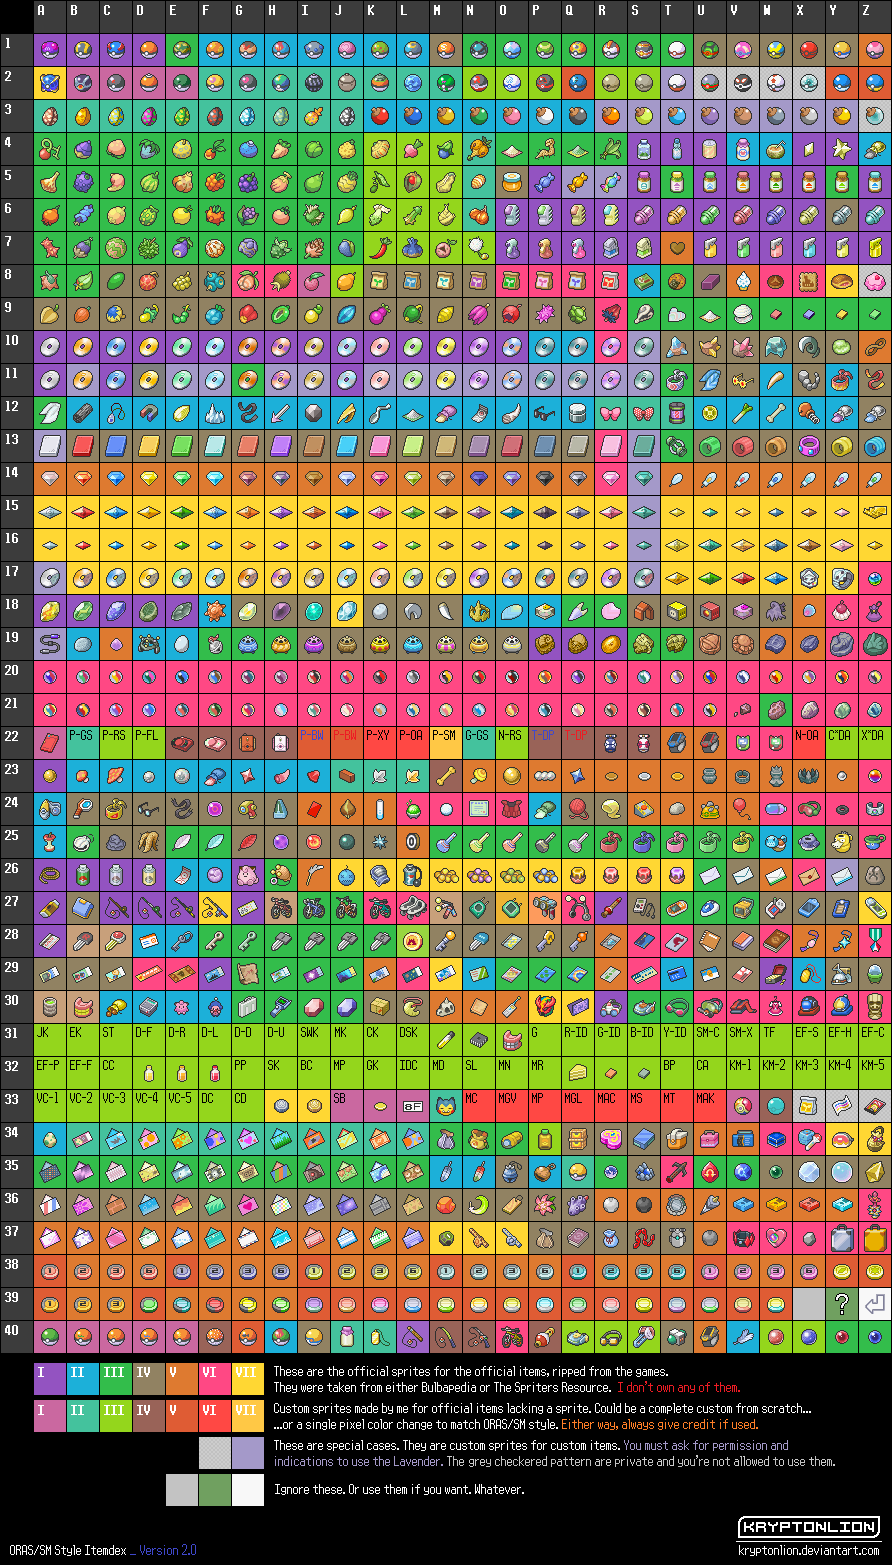 A B C D E F G H I J K L M N O P Q R S T U V W X Y Z
1
2
3
4
5
6
7
8
9
10
11
12
13
14
15
16
17
18
19
20
21
22 P-GS P-RS P-FL P-BW P-BW P-XY P-OA P-SM G-GS N-RS T-DP T-DP N-OA C*DA X*DA
23
24
25
26
27
28
29
30
31 JK EK ST D-F D-R D-L D-D D-U SWK MK CK DSK G R-ID G-ID B-ID Y-ID SM-C SM-X TF EF-S EF-H EF-C
32 EF-P EF-F CC PP SK BC MP GK IDC MD SL MN MR BP CA KM-1 KM-2 KM-3 KM-4 KM-5
33 VC-1 VC-2 VC-3 VC-4 VC-5 DC CD SB 8F MC MGV MP MGL MAC MS MT MAK
34
35
36
37
38
39 ?
40
I II III IV V VI VII These are the official sprites for the official items, ripped from the games.
They were taken from either Bulbapedia or The Spriters Resource. I don't own any of them.
I II III IV V VI VII Custom sprites made by me for official items lacking a sprite. Could be a complete custom from scratch...
...or a single pixel color change to match ORAS/SM style. Either way, always give credit if used.
These are special cases. They are custom sprites for custom items. You must ask for permission and
indications to use the Lavender. The grey checkered pattern are private and you're not allowed to use them.
Ignore these. Or use them if you want. Whatever.
KRYPTONLION
ORAS/SM Style Itemdex _ Version 2.0 kryptonlion.deviantart.com